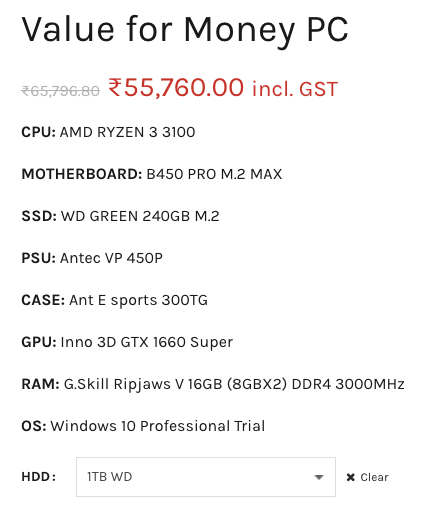 Value for Money PC
₹65,796.80 ₹55,760.00 incl. GST
CPU: AMD RYZEN 3 3100
MOTHERBOARD: B450 PRO M.2 MAX
SSD: WD GREEN 240GB M.2
PSU: Antec VP 450P
CASE: Ant E sports 300TG
GPU: Inno 3D GTX 1660 Super
RAM: G.Skill Ripjaws V 16GB (8GBX2) DDR4 3000MHz
OS: Windows 10 Professional Trial
HDD: 1TB WD ✖ Clear